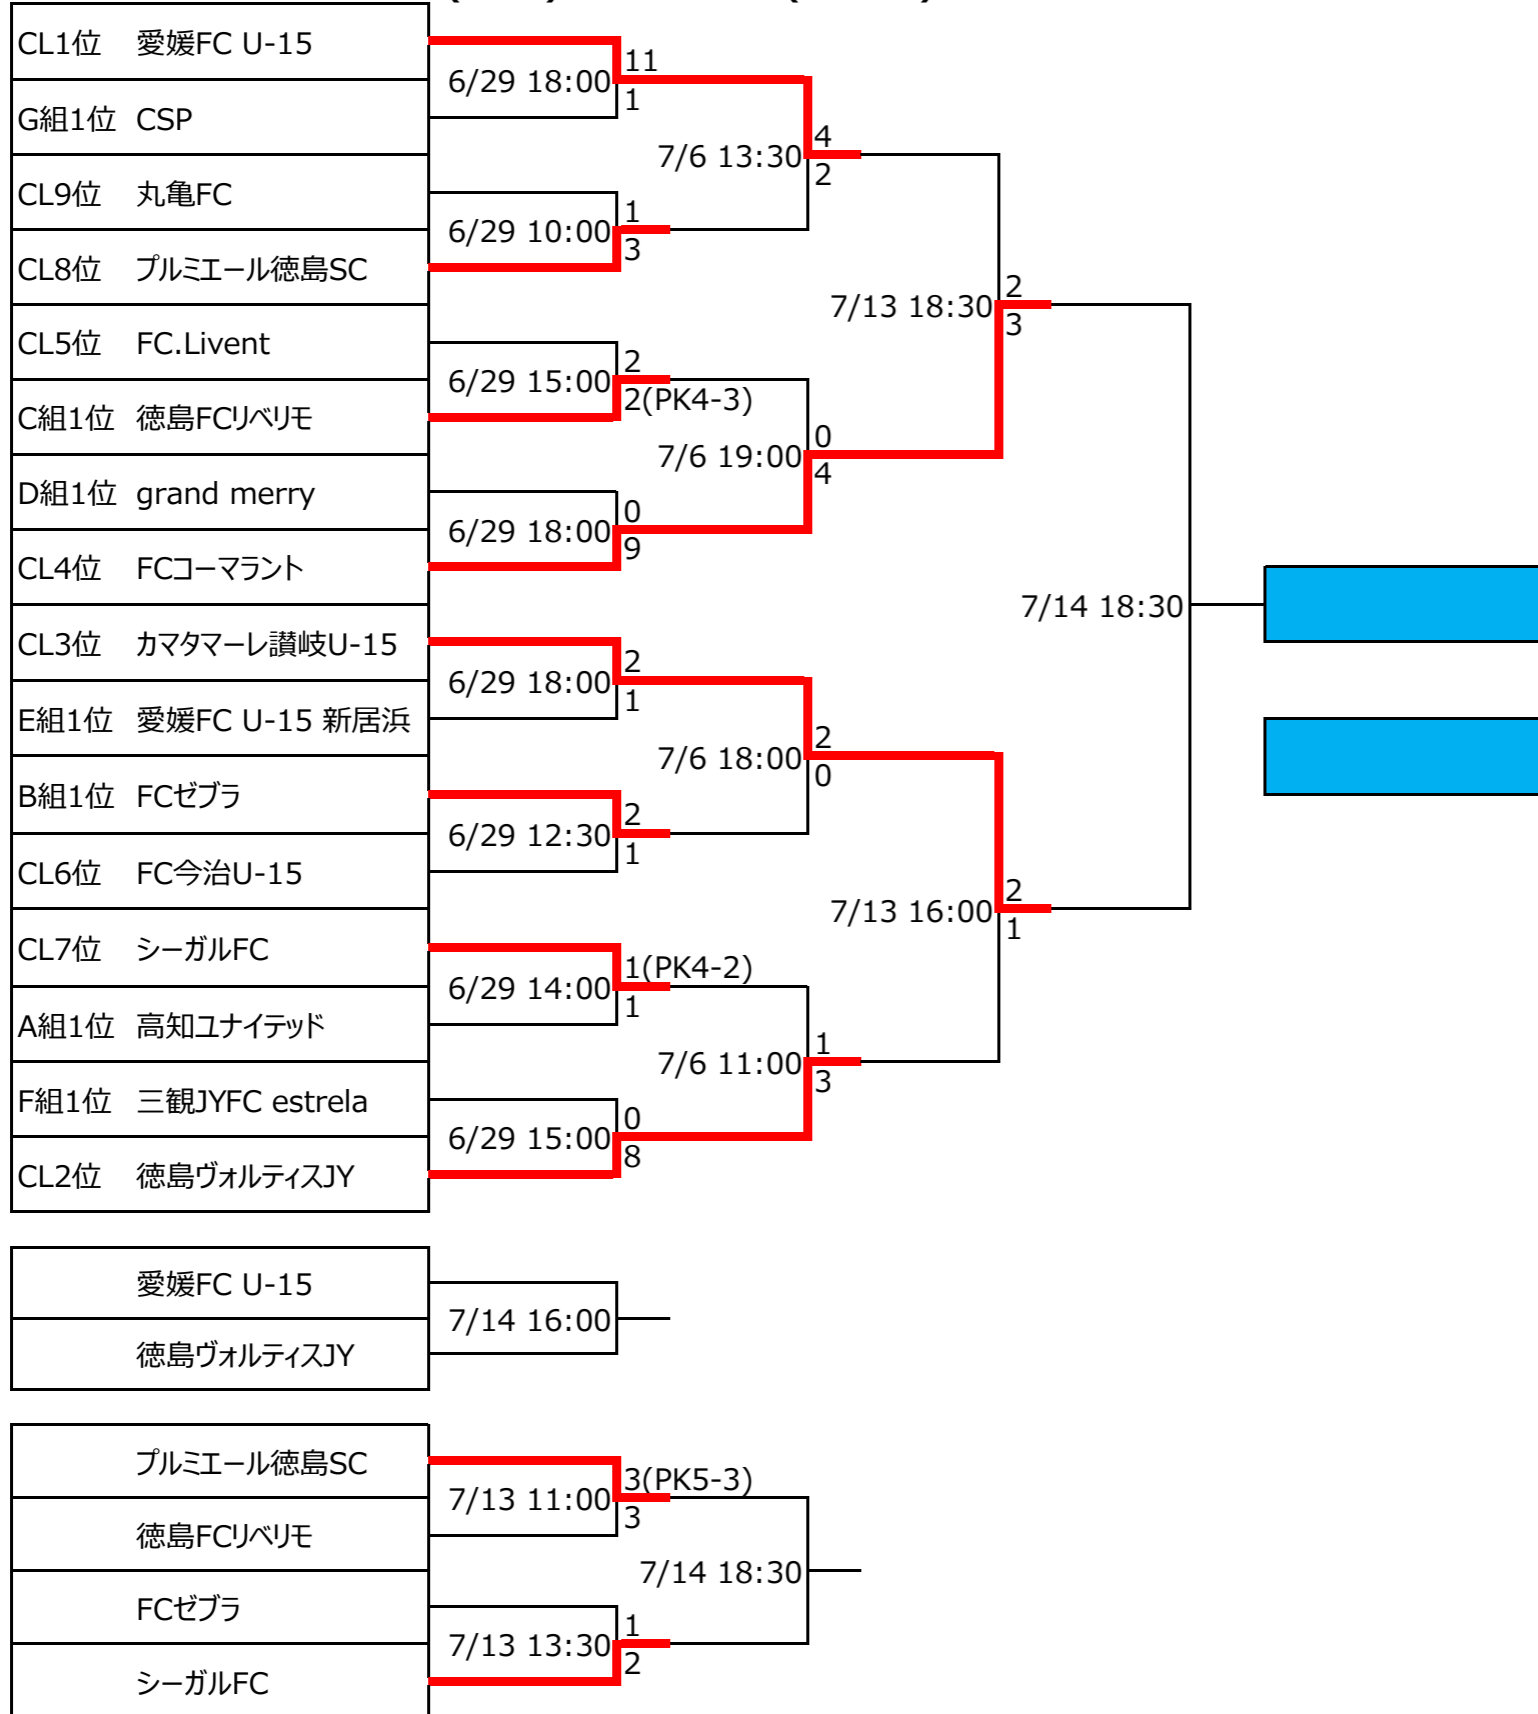 CL1位 愛媛FC U-15
11
6/29 18:00
1
G組1位 CSP
4
7/6 13:30
2
CL9位 丸亀FC
1
6/29 10:00
3
CL8位 プルミエール徳島SC
2
7/13 18:30
3
CL5位 FC.Livent
2
6/29 15:00
2(PK4-3)
C組1位 徳島FCリベリモ
0
7/6 19:00
4
D組1位 grand merry
0
6/29 18:00
9
CL4位 FCコーマラント
7/14 18:30
CL3位 カマタマーレ讃岐U-15
2
6/29 18:00
1
E組1位 愛媛FC U-15 新居浜
2
7/6 18:00
0
B組1位 FCゼブラ
2
6/29 12:30
1
CL6位 FC今治U-15
2
7/13 16:00
1
CL7位 シーガルFC
1(PK4-2)
6/29 14:00
1
A組1位 高知ユナイテッド
1
7/6 11:00
3
F組1位 三観JYFC estrela
0
6/29 15:00
8
CL2位 徳島ヴォルティスJY
愛媛FC U-15
7/14 16:00
徳島ヴォルティスJY
プルミエール徳島SC
3(PK5-3)
7/13 11:00
3
徳島FCリベリモ
7/14 18:30
FCゼブラ
1
7/13 13:30
2
シーガルFC